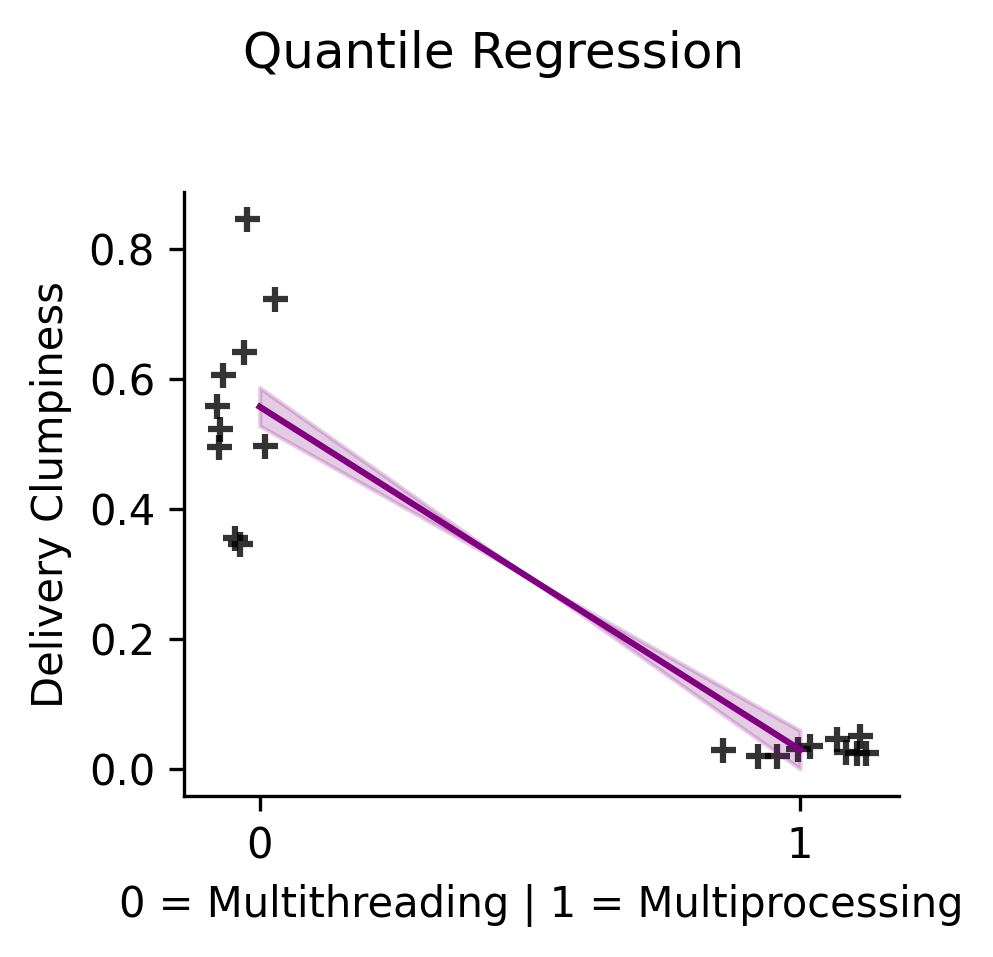 Quantile Regression
Delivery Clumpiness
0.8
0.6
0.4
0.2
0.0
0 1
0 = Multithreading | 1 = Multiprocessing